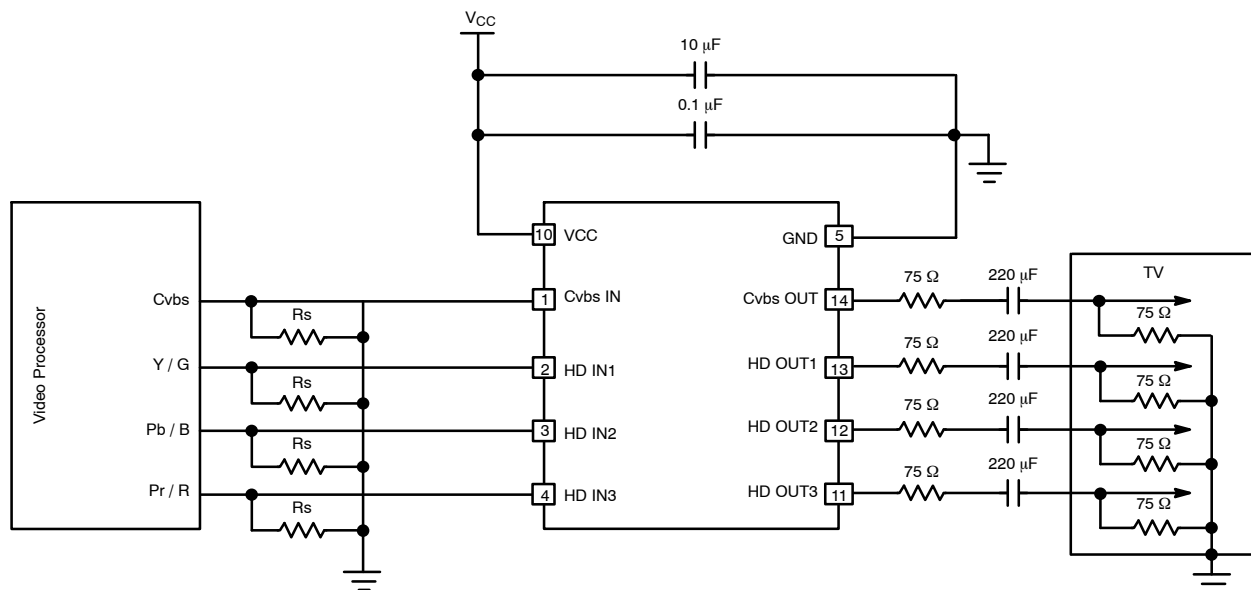 VCC
10 μF
0.1 μF
Video Processor
Cvbs
Rs
Y / G
Rs
Pb / B
Rs
Pr / R
Rs
10 VCC
1 Cvbs IN
2 HD IN1
3 HD IN2
4 HD IN3
GND 5
Cvbs OUT 14
HD OUT1 13
HD OUT2 12
HD OUT3 11
75 Ω 220 μF
75 Ω 220 μF
75 Ω 220 μF
75 Ω 220 μF
TV
75 Ω
75 Ω
75 Ω
75 Ω